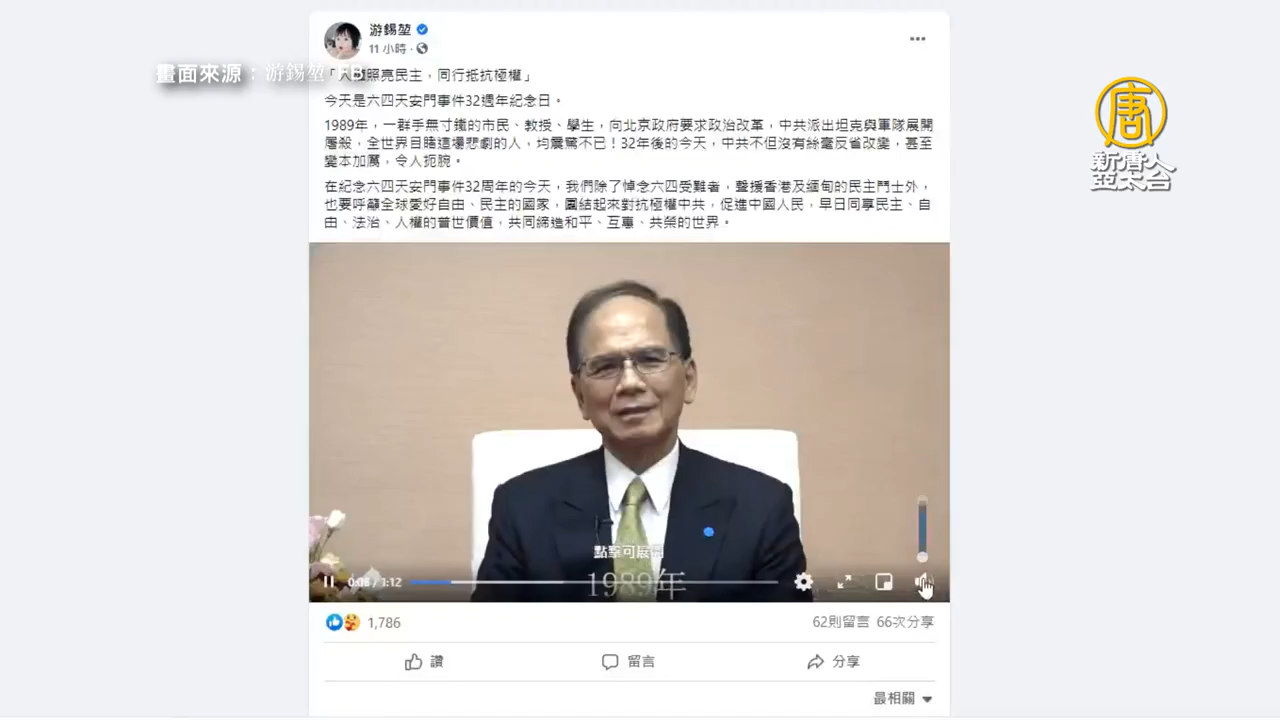 游錫堃
11 小時
畫面來源：游錫堃 FB
照亮民主，同行抵抗極權」
今天是六四天安門事件32週年紀念日。
1989年，一群手無寸鐵的市民、教授、學生，向北京政府要求政治改革，中共派出坦克與軍隊展開
屠殺，全世界目睹這場悲劇的人，均震驚不已！32年後的今天，中共不但沒有絲毫反省改變，甚至
變本加厲，令人扼腕。
在紀念六四天安門事件32周年的今天，我們除了悼念六四受難者，聲援香港及緬甸的民主鬥士外，
也要呼籲全球愛好自由、民主的國家，團結起來對抗極權中共，促進中國人民，早日同享民主、自
由、法治、人權的普世價值，共同締造和平、互惠、共榮的世界。
唐
新唐人
亞太台
點擊可展開
0:08 / 1:12
1989年
1,786
62則留言 66次分享
讚
留言
分享
最相關